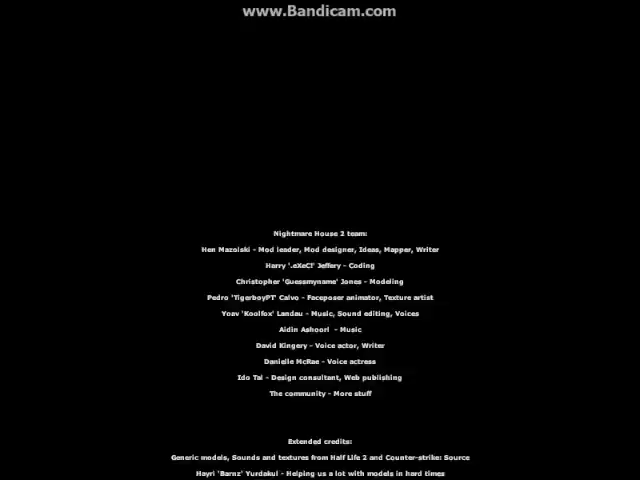 www.Bandicam.com
Nightmare House 2 team:
Hen Mazolski - Mod leader, Mod designer, Ideas, Mapper, Writer
Harry '.eXeC!' Jeffery - Coding
Christopher 'Guessmyname' Jones - Modeling
Pedro 'TigerboyPT' Calvo - Faceposer animator, Texture artist
Yoav 'Koolfox' Landau - Music, Sound editing, Voices
Aidin Ashoori - Music
David Kingery - Voice actor, Writer
Danielle McRae - Voice actress
Ido Tal - Design consultant, Web publishing
The community - More stuff
Extended credits:
Generic models, Sounds and textures from Half Life 2 and Counter-strike: Source
Hayri 'Barnz' Yurdakul - Helping us a lot with models in hard times